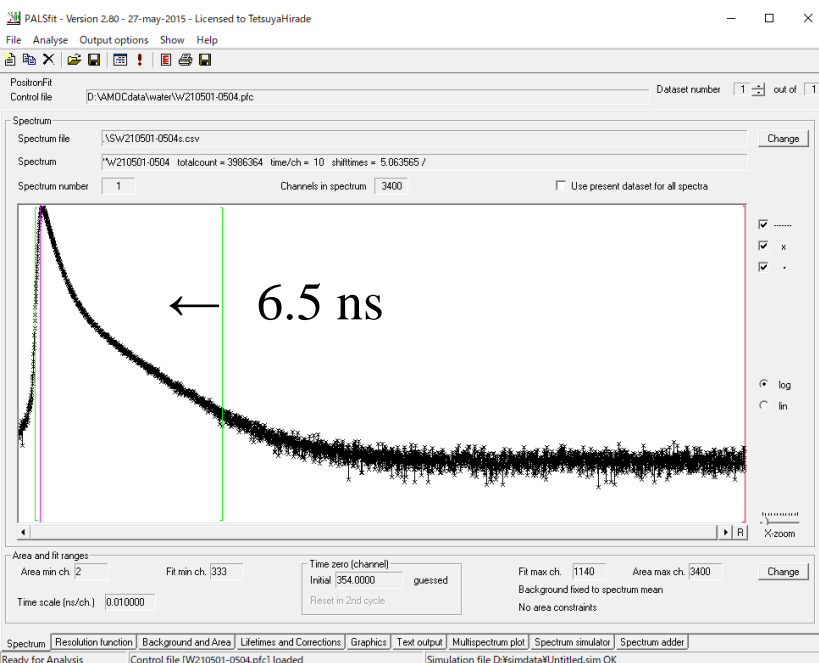 PALSfit - Version 2.80 - 27-may-2015 - Licensed to TetsuyaHirade
File Analyse Output options Show Help
PositronFit
Control file D:\AMOCdata\water\W210501-0504.pfc Dataset number 1 out of 1
Spectrum
Spectrum file .\SW210501-0504s.csv Change
Spectrum "W210501-0504 totalcount = 3986364 time/ch = 10 shifttimes = 5.063565 /
Spectrum number 1 Channels in spectrum 3400 Use present dataset for all spectra
-------
x
← 6.5 ns
log
lin
R
X-zoom
Area and fit ranges
Area min ch. 2 Fit min ch. 333 Time zero (channel) Initial 354.0000 guessed Fit max ch. 1140 Area max ch. 3400 Change
Background fixed to spectrum mean
Time scale (ns/ch.) 0.010000 Reset in 2nd cycle No area constraints
Spectrum Resolution function Background and Area Lifetimes and Corrections Graphics Text output Multispectrum plot Spectrum simulator Spectrum adder
Ready for Analysis Control file [W210501-0504.pfc] loaded Simulation file D:¥simdata¥Untitled.sim OK